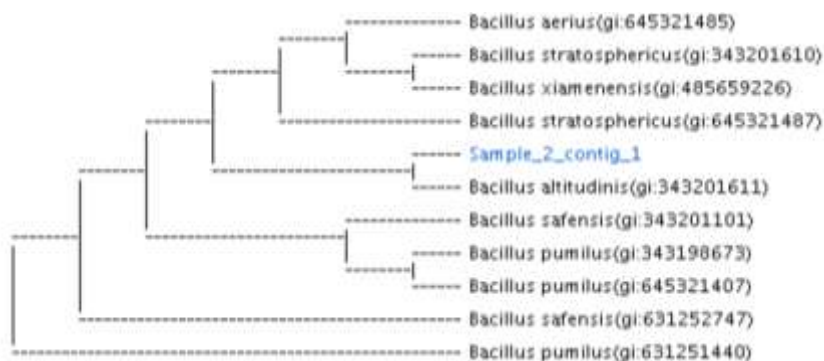 Bacillus aerius(gi:645321485)
Bacillus stratosphericus(gi:343201610)
Bacillus xiamenensis(gi:485659226)
Bacillus stratosphericus(gi:645321487)
Sample_2_contig_1
Bacillus altitudinis(gi:343201611)
Bacillus safensis(gi:343201101)
Bacillus pumilus(gi:343198673)
Bacillus pumilus(gi:645321407)
Bacillus safensis(gi:631252747)
Bacillus pumilus(gi:631251440)